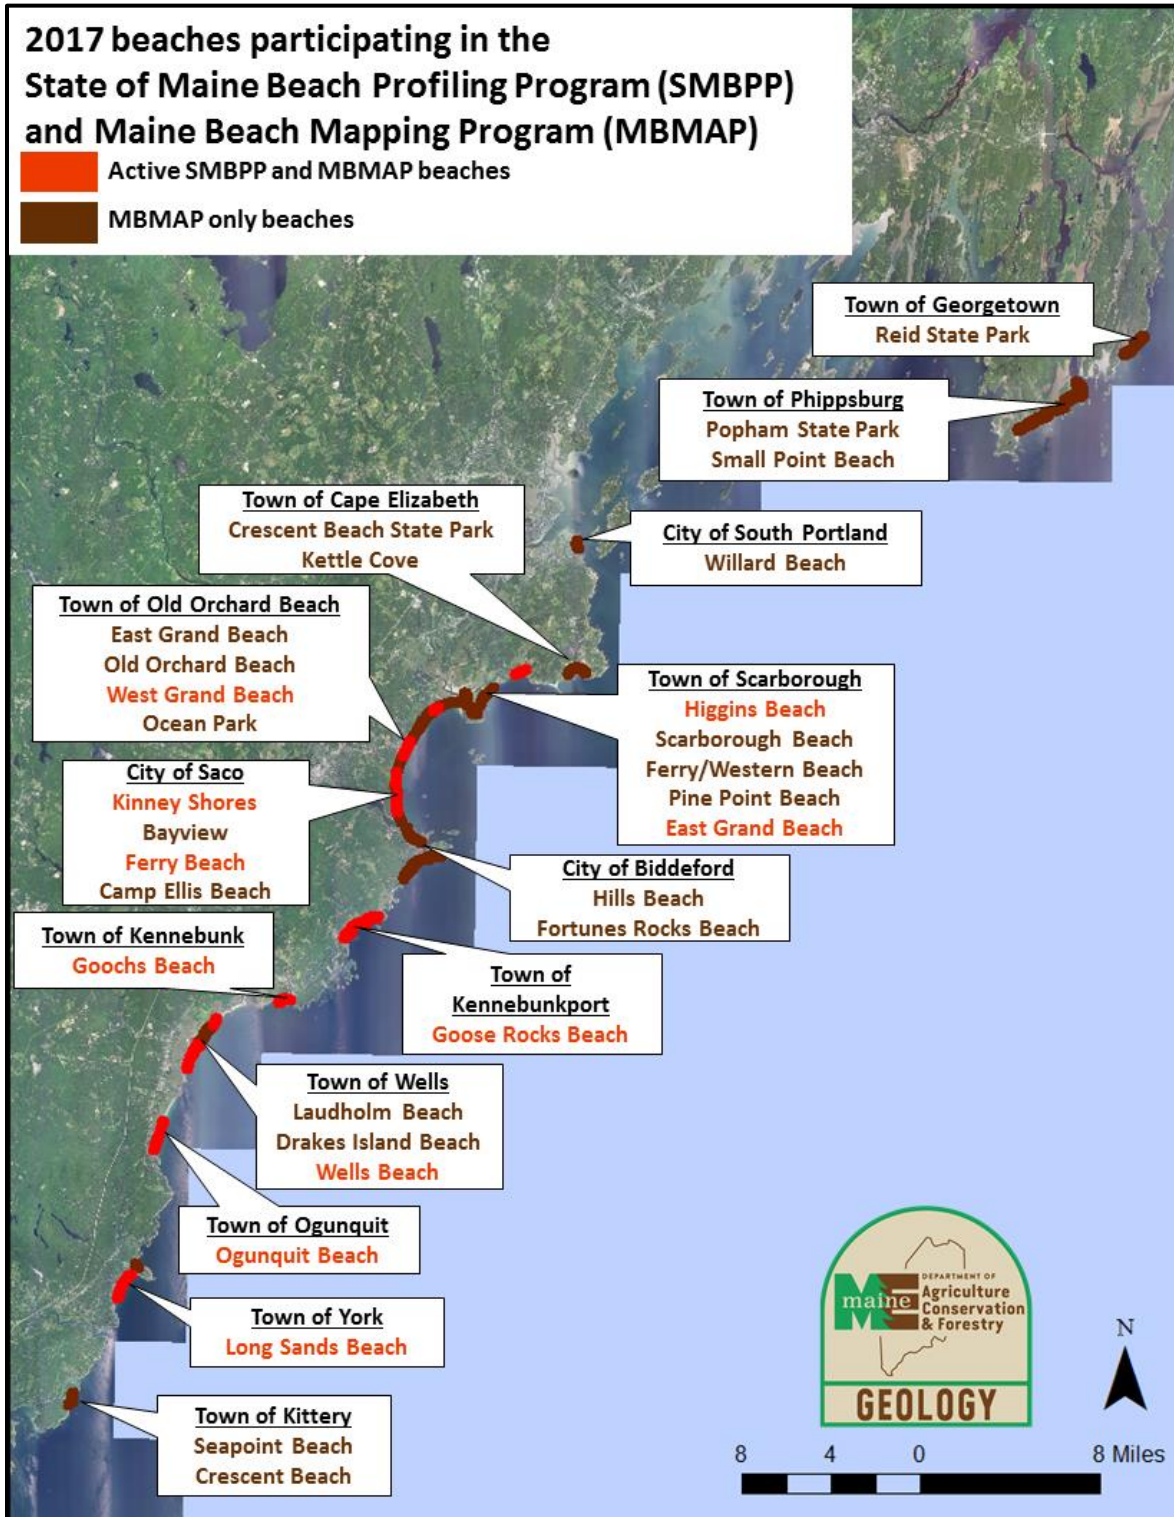 2017 beaches participating in the
State of Maine Beach Profiling Program (SMBPP)
and Maine Beach Mapping Program (MBMAP)
Active SMBPP and MBMAP beaches
MBMAP only beaches
Town of Georgetown
Reid State Park
Town of Phippsburg
Popham State Park
Small Point Beach
Town of Cape Elizabeth
Crescent Beach State Park
Kettle Cove
City of South Portland
Willard Beach
Town of Old Orchard Beach
East Grand Beach
Old Orchard Beach
West Grand Beach
Ocean Park
Town of Scarborough
Higgins Beach
Scarborough Beach
Ferry/Western Beach
Pine Point Beach
East Grand Beach
City of Saco
Kinney Shores
Bayview
Ferry Beach
Camp Ellis Beach
City of Biddeford
Hills Beach
Fortunes Rocks Beach
Town of Kennebunk
Goochs Beach
Town of
Kennebunkport
Goose Rocks Beach
Town of Wells
Laudholm Beach
Drakes Island Beach
Wells Beach
Town of Ogunquit
Ogunquit Beach
Town of York
Long Sands Beach
Town of Kittery
Seapoint Beach
Crescent Beach
maine
ME
DEPARTMENT OF
Agriculture
Conservation
& Forestry
GEOLOGY
N
8 4 0 8 Miles